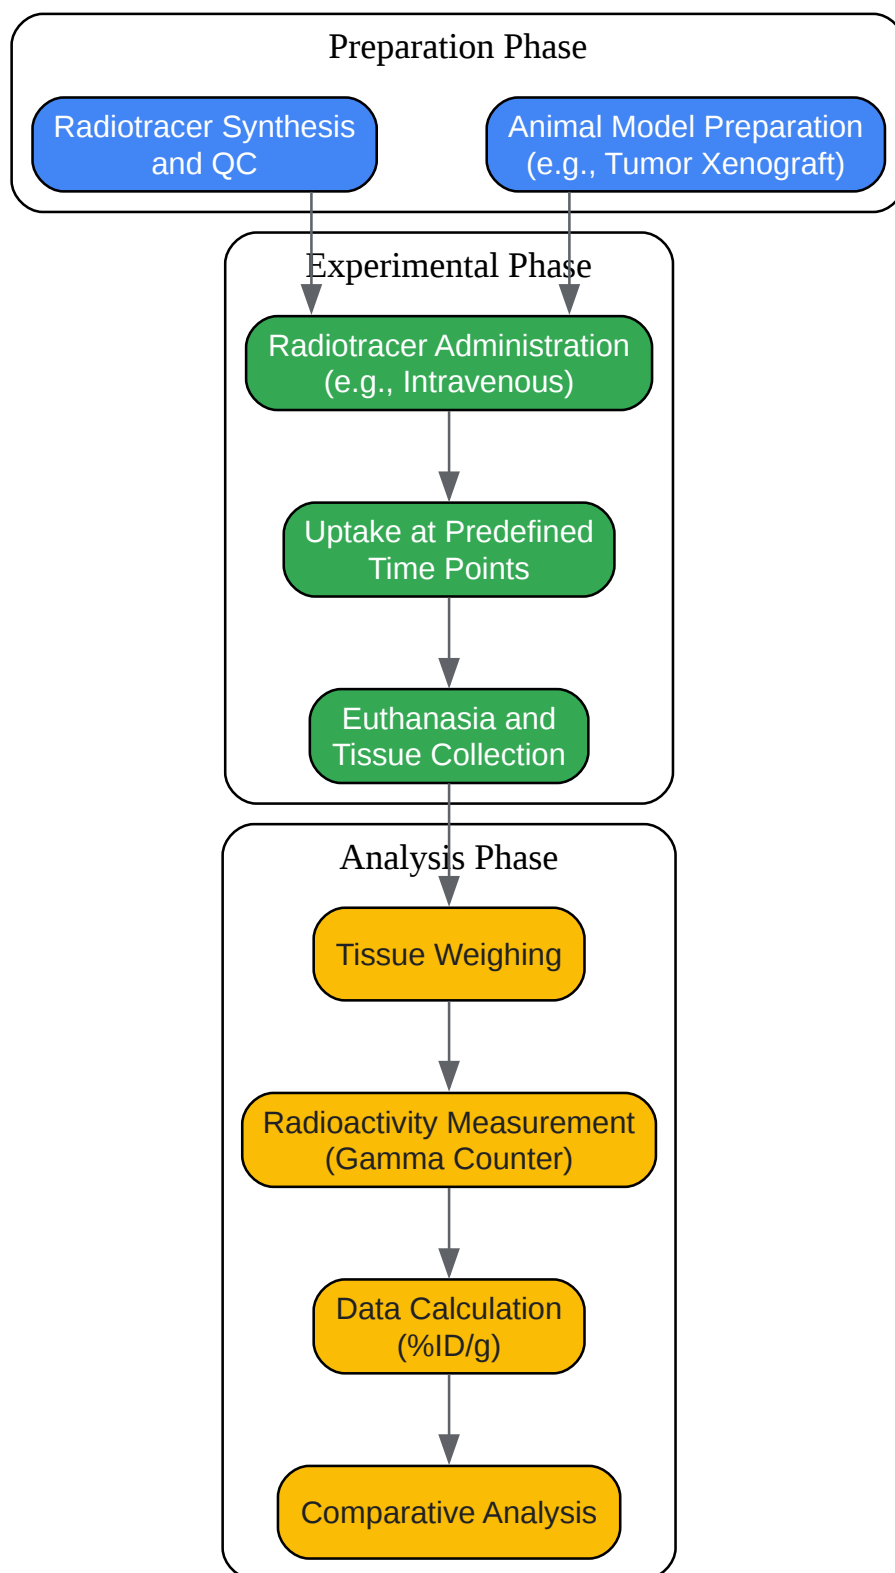 Preparation Phase
Radiotracer Synthesis
and QC
Animal Model Preparation
(e.g., Tumor Xenograft)
Experimental Phase
Radiotracer Administration
(e.g., Intravenous)
Uptake at Predefined
Time Points
Euthanasia and
Tissue Collection
Analysis Phase
Tissue Weighing
Radioactivity Measurement
(Gamma Counter)
Data Calculation
(%ID/g)
Comparative Analysis